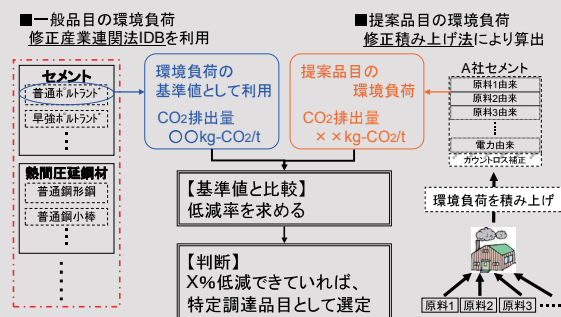 ■一般品目の環境負荷
修正産業連関法IDBを利用
■提案品目の環境負荷
修正積み上げ法により算出
セメント
普通ﾎﾟﾙﾄﾗﾝﾄﾞ
早強ﾎﾟﾙﾄﾗﾝﾄﾞ
熱間圧延鋼材
普通鋼形鋼
普通鋼小棒
環境負荷の
基準値として利用
CO2排出量
〇〇kg-CO2/t
提案品目の
環境負荷
CO2排出量
××kg-CO2/t
A社セメント
原料1由来
原料2由来
原料3由来
電力由来
カウントロス補正
【基準値と比較】
低減率を求める
環境負荷を積み上げ
【判断】
X%低減できていれば、
特定調達品目として選定
原料1 原料2 原料3